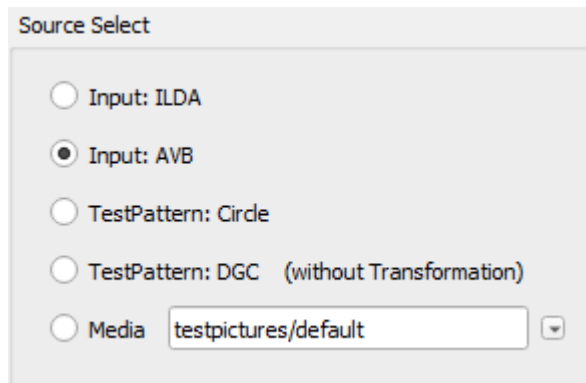 Source Select
Input: ILDA
Input: AVB
TestPattern: Circle
TestPattern: DGC (without Transformation)
Media testpictures/default